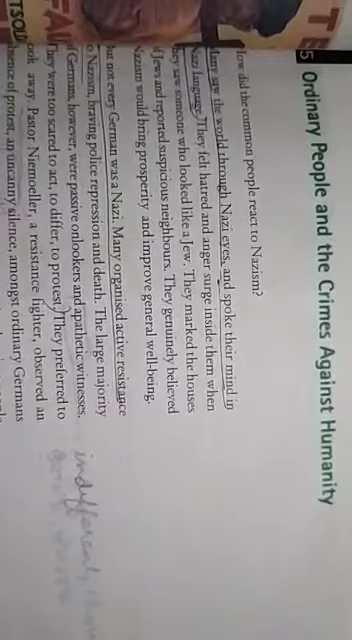 5 Ordinary People and the Crimes Against Humanity
How did the common people react to Nazism?
Many saw the world through Nazi eyes, and spoke their mind in
Nazi language. They felt hatred and anger surge inside them when
they saw someone who looked like a Jew. They marked the houses
of Jews and reported suspicious neighbours. They genuinely believed
Nazism would bring prosperity and improve general well-being.
But not every German was a Nazi. Many organised active resistance
to Nazism, braving police repression and death. The large majority
of Germans, however, were passive onlookers and apathetic witnesses.
They were too scared to act, to differ, to protest. They preferred to
look away. Pastor Niemoeller, a resistance fighter, observed an
absence of protest, an uncanny silence, amongst ordinary Germans
indifferent